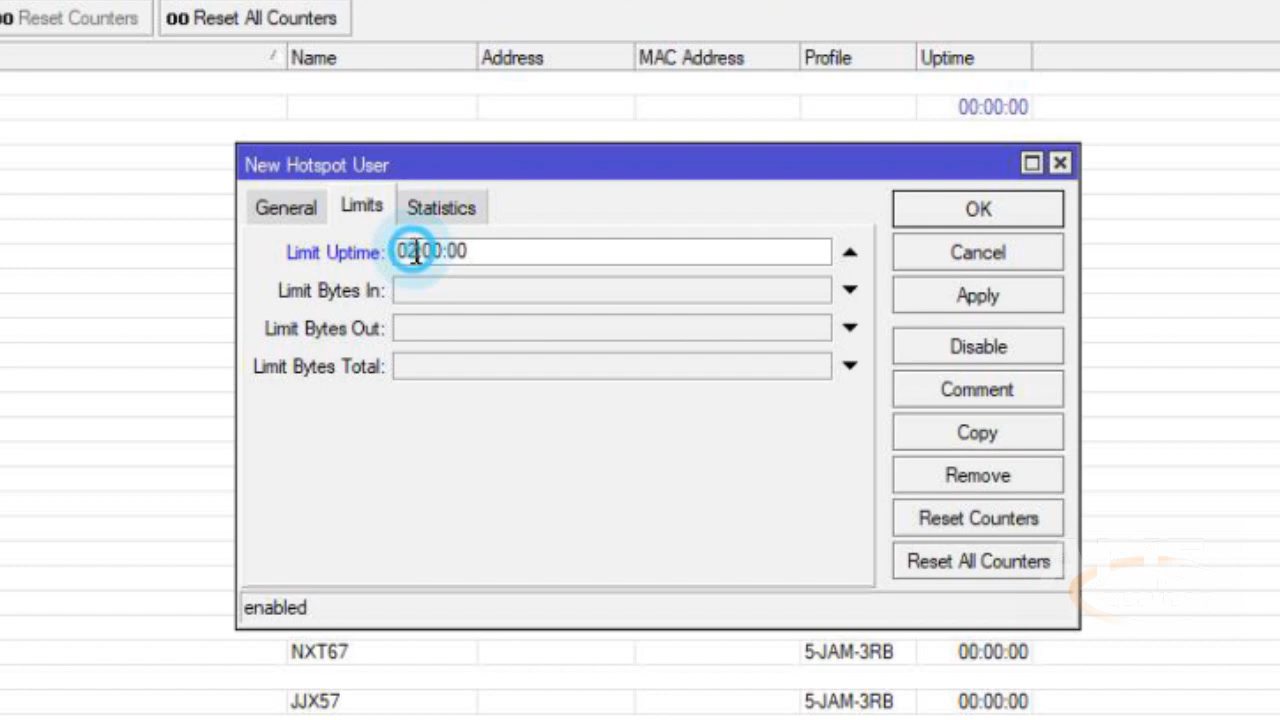 00 Reset Counters 00 Reset All Counters
Name Address MAC Address Profile Uptime
00:00:00
New Hotspot User
General Limits Statistics
OK
Limit Uptime: 02:00:00
Cancel
Limit Bytes In:
Apply
Limit Bytes Out:
Disable
Limit Bytes Total:
Comment
Copy
Remove
Reset Counters
Reset All Counters
enabled
NXT67 5-JAM-3RB 00:00:00
JJX57 5-JAM-3RB 00:00:00